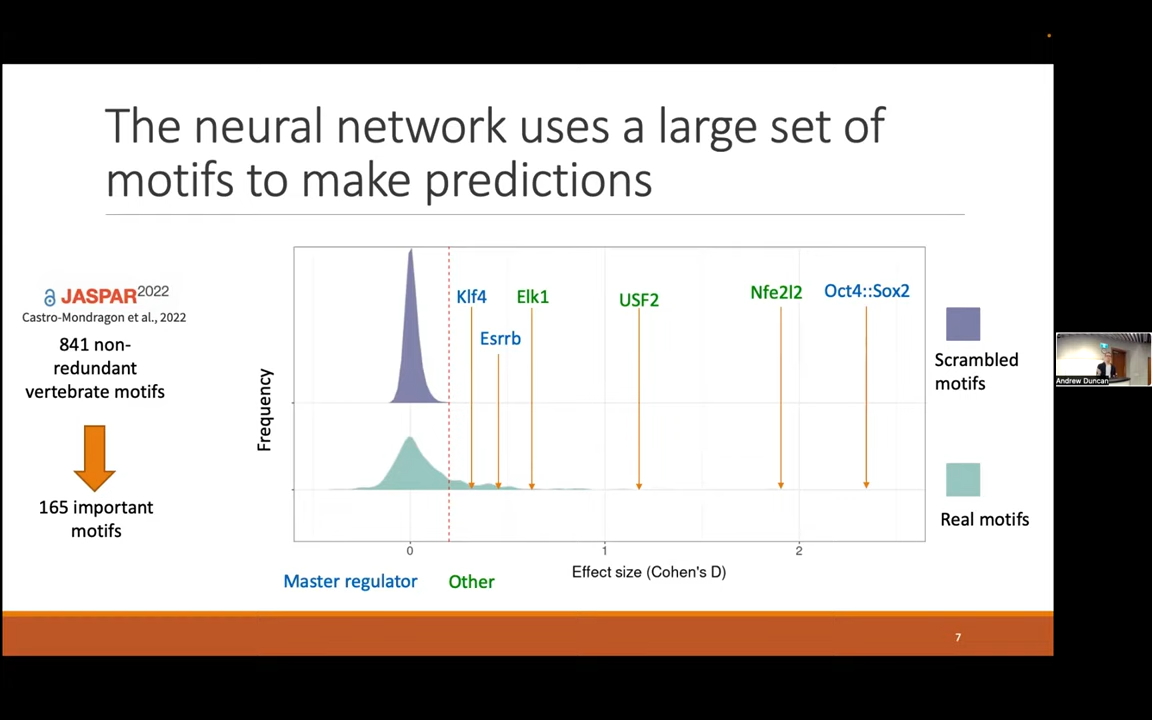 The neural network uses a large set of
motifs to make predictions
JASPAR2022
Castro-Mondragon et al., 2022
841 non-
redundant
vertebrate motifs
165 important
motifs
Frequency
Klf4
Esrrb
Elk1
USF2
Nfe2l2
Oct4::Sox2
0
1
2
Effect size (Cohen's D)
Master regulator
Other
Scrambled
motifs
Real motifs
7
Andrew Duncan